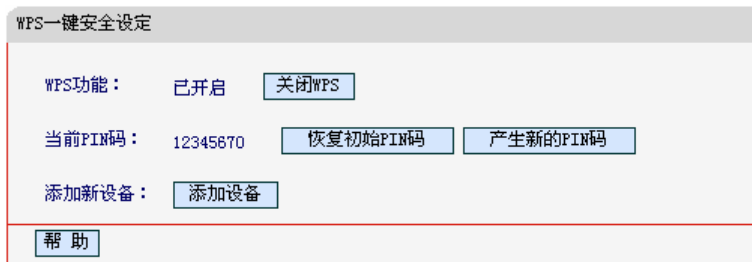 WPS一键安全设定
WPS功能： 已开启 关闭WPS
当前PIN码： 12345670 恢复初始PIN码 产生新的PIN码
添加新设备： 添加设备
帮 助